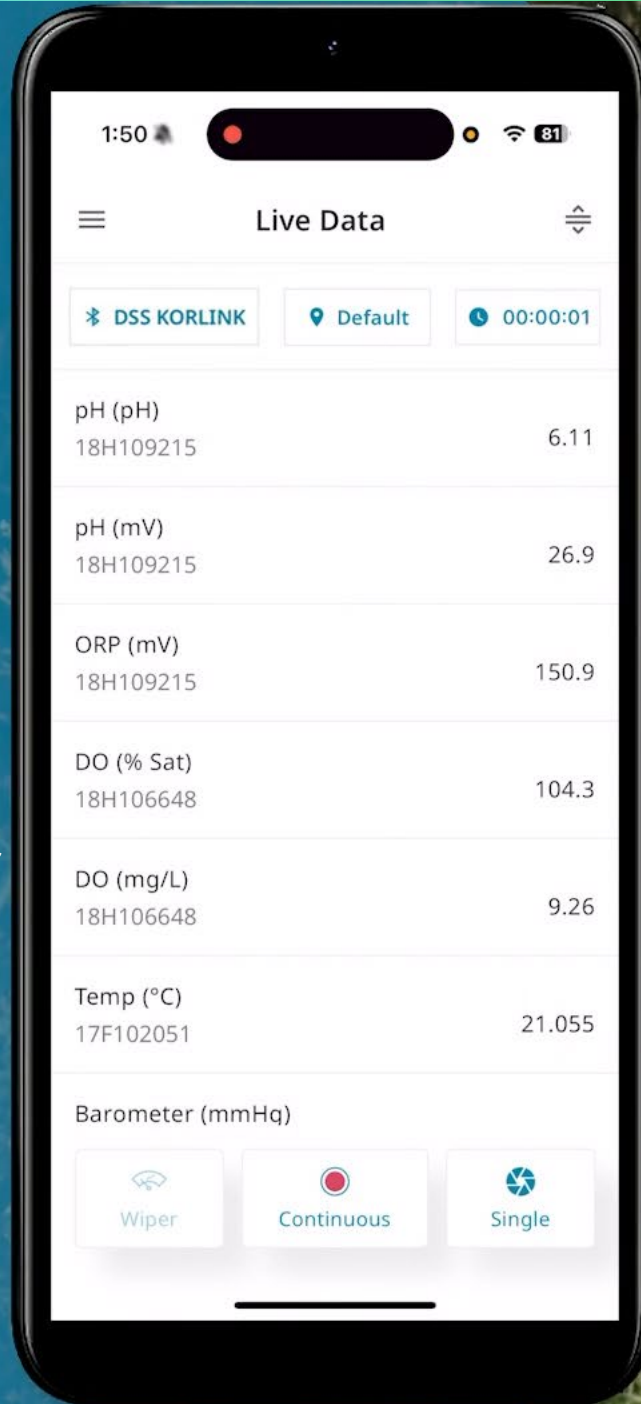 1:50
81
Live Data
DSS KORLINK
Default
00:00:01
pH (pH)
18H109215
6.11
pH (mV)
18H109215
26.9
ORP (mV)
18H109215
150.9
DO (% Sat)
18H106648
104.3
DO (mg/L)
18H106648
9.26
Temp (°C)
17F102051
21.055
Barometer (mmHg)
Wiper
Continuous
Single